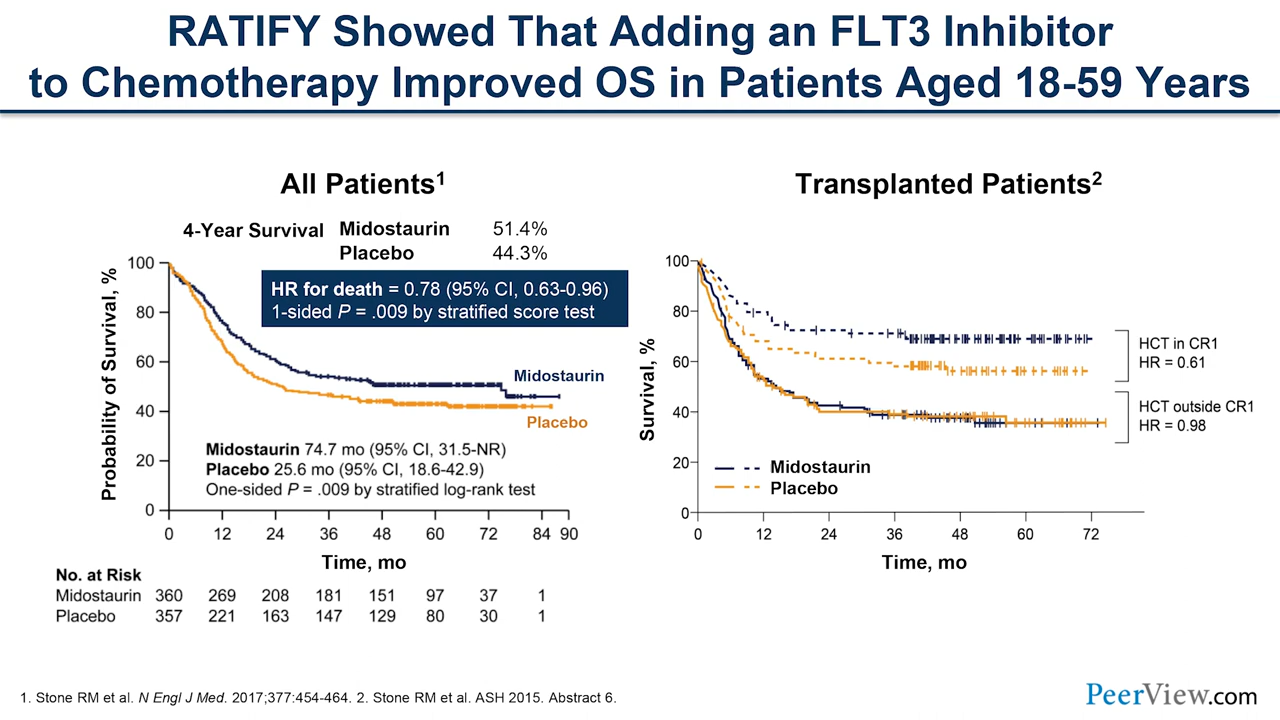 RATIFY Showed That Adding an FLT3 Inhibitor
to Chemotherapy Improved OS in Patients Aged 18-59 Years
All Patients1
4-Year Survival Midostaurin 51.4%
Placebo 44.3%
HR for death = 0.78 (95% CI, 0.63-0.96)
1-sided P = .009 by stratified score test
Probability of Survival, %
100
80
60
40
20
0
Midostaurin
Placebo
Midostaurin 74.7 mo (95% CI, 31.5-NR)
Placebo 25.6 mo (95% CI, 18.6-42.9)
One-sided P = .009 by stratified log-rank test
0 12 24 36 48 60 72 84 90
Time, mo
No. at Risk
Midostaurin 360 269 208 181 151 97 37 1
Placebo 357 221 163 147 129 80 30 1
Transplanted Patients2
Survival, %
100
80
60
40
20
0
HCT in CR1
HR = 0.61
HCT outside CR1
HR = 0.98
Midostaurin
Placebo
0 12 24 36 48 60 72
Time, mo
1. Stone RM et al. N Engl J Med. 2017;377:454-464. 2. Stone RM et al. ASH 2015. Abstract 6.
PeerView.com